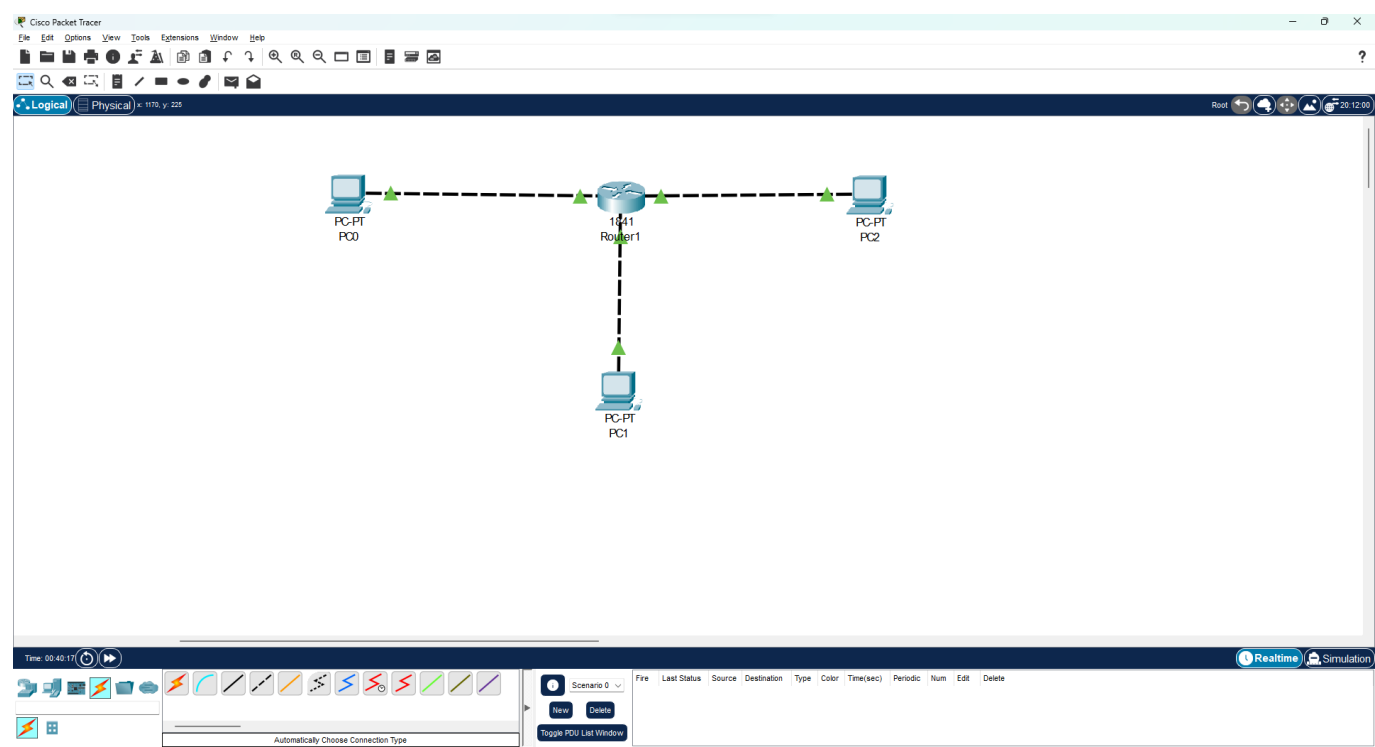 Cisco Packet Tracer
File Edit Options View Tools Extensions Window Help
?
Logical Physical x: 1170, y: 225 Root 20:12:00
PC-PT
PC0
1841
Router1
PC-PT
PC2
PC-PT
PC1
Time: 00:40:17 Realtime Simulation
Scenario 0
New Delete
Toggle PDU List Window
Fire Last Status Source Destination Type Color Time(sec) Periodic Num Edit Delete
Automatically Choose Connection Type